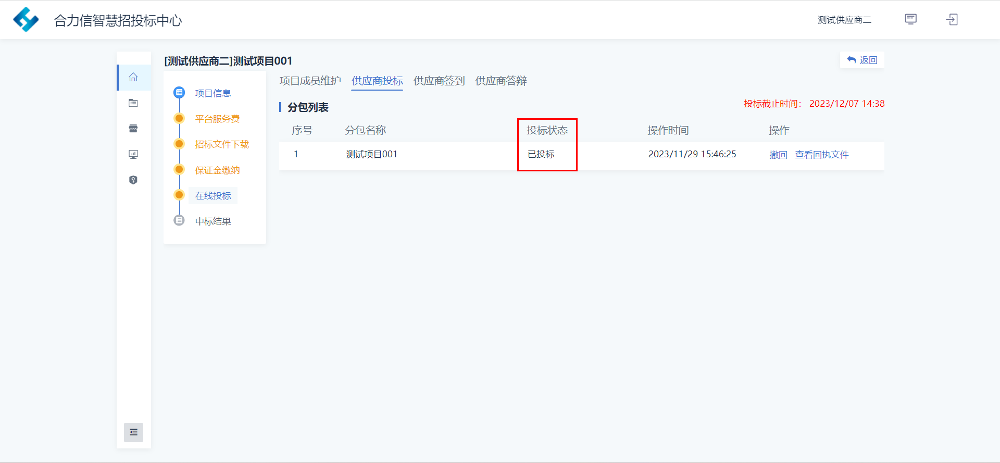 合力信智慧招投标中心
测试供应商二
[测试供应商二]测试项目001
返回
项目信息
平台服务费
招标文件下载
保证金缴纳
在线投标
中标结果
项目成员维护 供应商投标 供应商签到 供应商答辩
分包列表
投标截止时间： 2023/12/07 14:38
序号 分包名称 投标状态 操作时间 操作
1 测试项目001 已投标 2023/11/29 15:46:25 撤回 查看回执文件